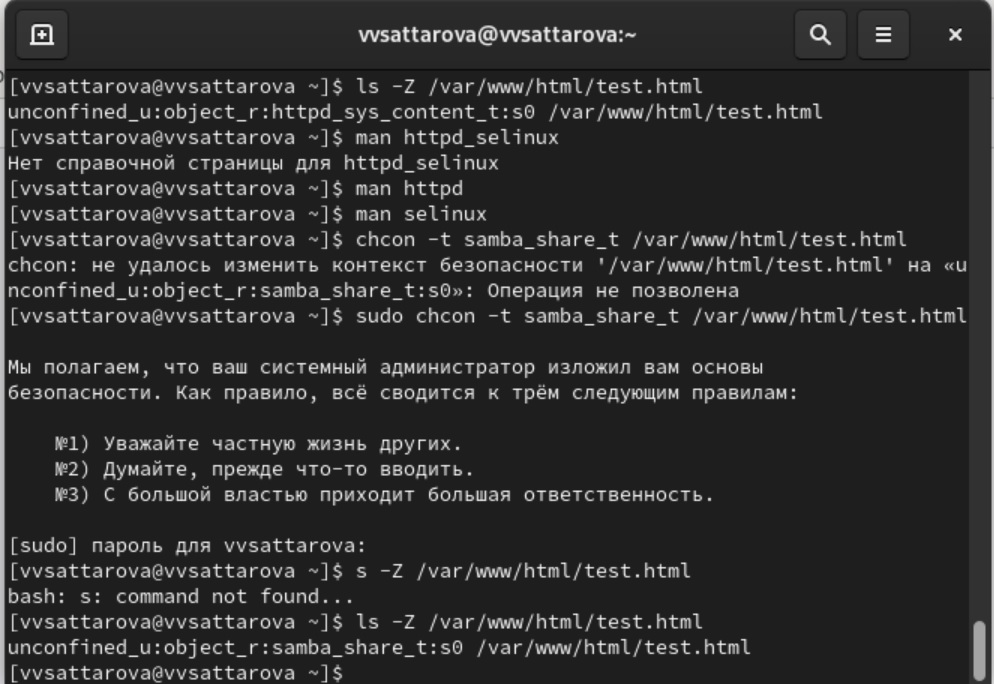 vvsattarova@vvsattarova:~
[vvsattarova@vvsattarova ~]$ ls -Z /var/www/html/test.html
unconfined_u:object_r:httpd_sys_content_t:s0 /var/www/html/test.html
[vvsattarova@vvsattarova ~]$ man httpd_selinux
Нет справочной страницы для httpd_selinux
[vvsattarova@vvsattarova ~]$ man httpd
[vvsattarova@vvsattarova ~]$ man selinux
[vvsattarova@vvsattarova ~]$ chcon -t samba_share_t /var/www/html/test.html
chcon: не удалось изменить контекст безопасности '/var/www/html/test.html' на «u
nconfined_u:object_r:samba_share_t:s0»: Операция не позволена
[vvsattarova@vvsattarova ~]$ sudo chcon -t samba_share_t /var/www/html/test.html
Мы полагаем, что ваш системный администратор изложил вам основы
безопасности. Как правило, всё сводится к трём следующим правилам:
№1) Уважайте частную жизнь других.
№2) Думайте, прежде что-то вводить.
№3) С большой властью приходит большая ответственность.
[sudo] пароль для vvsattarova:
[vvsattarova@vvsattarova ~]$ s -Z /var/www/html/test.html
bash: s: command not found...
[vvsattarova@vvsattarova ~]$ ls -Z /var/www/html/test.html
unconfined_u:object_r:samba_share_t:s0 /var/www/html/test.html
[vvsattarova@vvsattarova ~]$